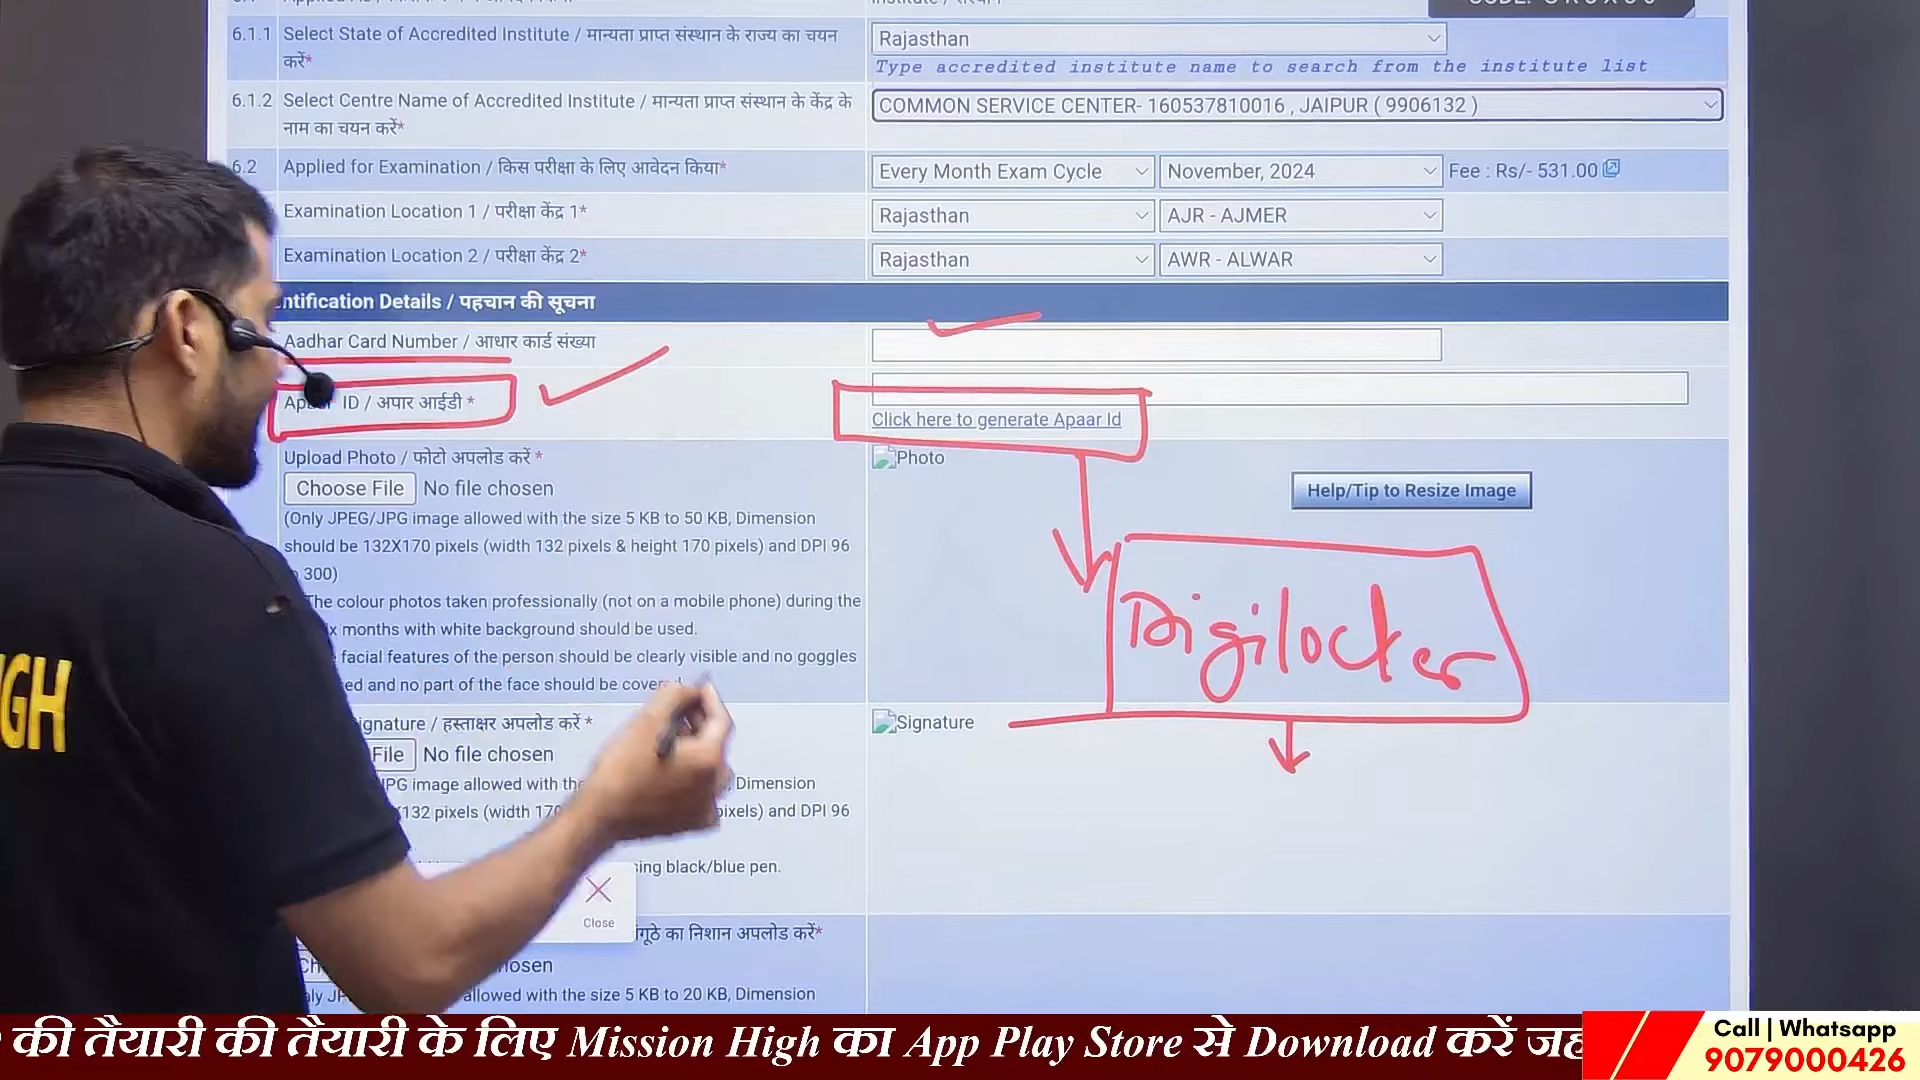 Institute / संस्थान
6.1.1 Select State of Accredited Institute / मान्यता प्राप्त संस्थान के राज्य का चयन करें* Rajasthan
Type accredited institute name to search from the institute list
6.1.2 Select Centre Name of Accredited Institute / मान्यता प्राप्त संस्थान के केंद्र के नाम का चयन करें* COMMON SERVICE CENTER- 160537810016 , JAIPUR ( 9906132 )
6.2 Applied for Examination / किस परीक्षा के लिए आवेदन किया* Every Month Exam Cycle November, 2024 Fee : Rs/- 531.00
Examination Location 1 / परीक्षा केंद्र 1* Rajasthan AJR - AJMER
Examination Location 2 / परीक्षा केंद्र 2* Rajasthan AWR - ALWAR
ntification Details / पहचान की सूचना
Aadhar Card Number / आधार कार्ड संख्या
ID / अपार आईडी *
Click here to generate Apaar Id
Upload Photo / फोटो अपलोड करें * Photo
Choose File No file chosen Help/Tip to Resize Image
(Only JPEG/JPG image allowed with the size 5 KB to 50 KB, Dimension
should be 132X170 pixels (width 132 pixels & height 170 pixels) and DPI 96
300)
The colour photos taken professionally (not on a mobile phone) during the
months with white background should be used.
facial features of the person should be clearly visible and no goggles
and no part of the face should be
Digilocker
ignature / हस्ताक्षर अपलोड करें * Signature
File No file chosen
PG image allowed with the Dimension
132 pixels (width 170 pixels) and DPI 96
ing black/blue pen.
Close
गूठे का निशान अपलोड करें*
hosen
allowed with the size 5 KB to 20 KB, Dimension
GH
की तैयारी की तैयारी के लिए Mission High का App Play Store से Download करें जह
Call | Whatsapp
9079000426